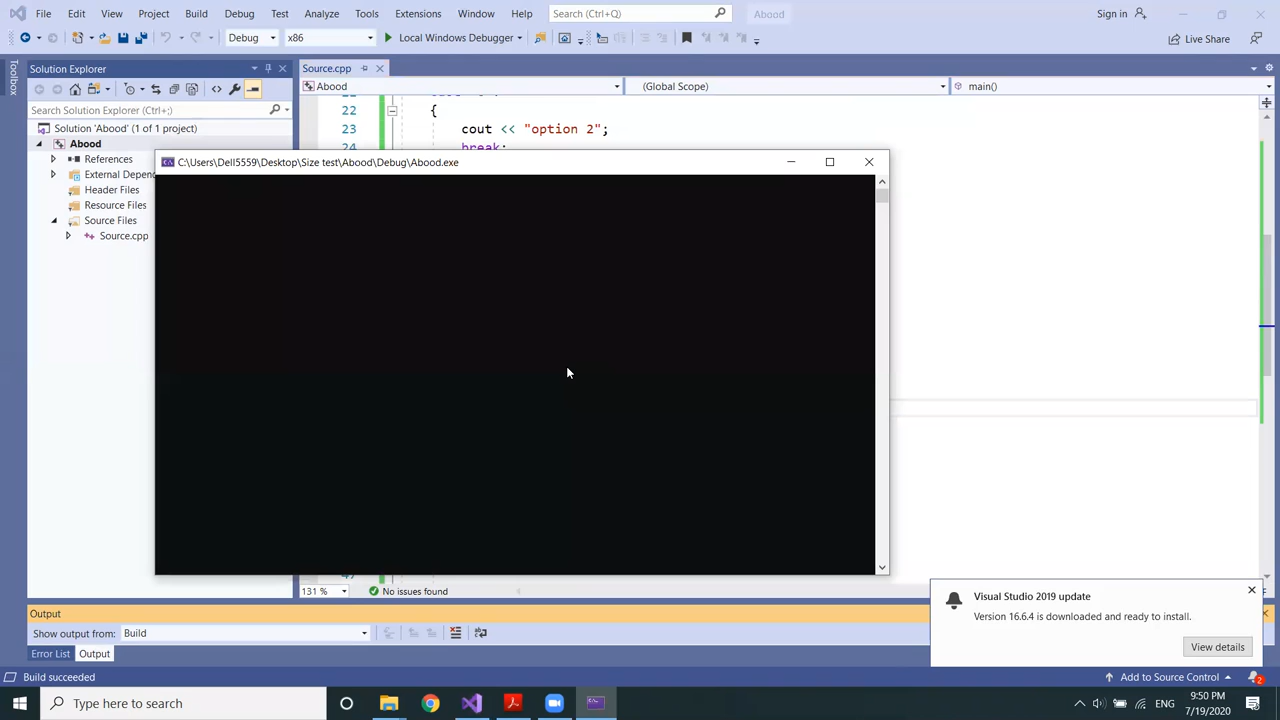 File Edit View Project Build Debug Test Analyze Tools Extensions Window Help Search (Ctrl+Q) Abood Sign in
Debug x86 Local Windows Debugger Live Share
Toolbox
Solution Explorer
Source.cpp
Abood (Global Scope) main()
Search Solution Explorer (Ctrl+;)
Solution 'Abood' (1 of 1 project)
Abood
References
External Depend
Header Files
Resource Files
Source Files
Source.cpp
22 {
23 cout << "option 2";
24 break;
C:\Users\Dell5559\Desktop\Size test\Abood\Debug\Abood.exe
47
131 % No issues found
Visual Studio 2019 update
Version 16.6.4 is downloaded and ready to install.
View details
Output
Show output from: Build
Error List Output
Build succeeded Add to Source Control 2
Type here to search ENG 9:50 PM
7/19/2020